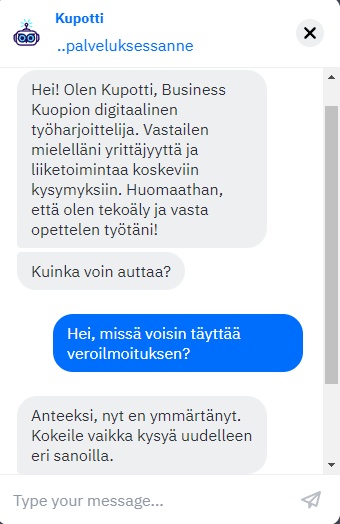 Kupotti
..palveluksessanne
Hei! Olen Kupotti, Business
Kuopion digitaalinen
työharjoittelija. Vastailen
mielelläni yrittäjyyttä ja
liiketoimintaa koskeviin
kysymyksiin. Huomaathan,
että olen tekoäly ja vasta
opettelen työtäni!
Kuinka voin auttaa?
Hei, missä voisin täyttää
veroilmoituksen?
Anteeksi, nyt en ymmärtänyt.
Kokeile vaikka kysyä uudelleen
eri sanoilla.
Type your message...